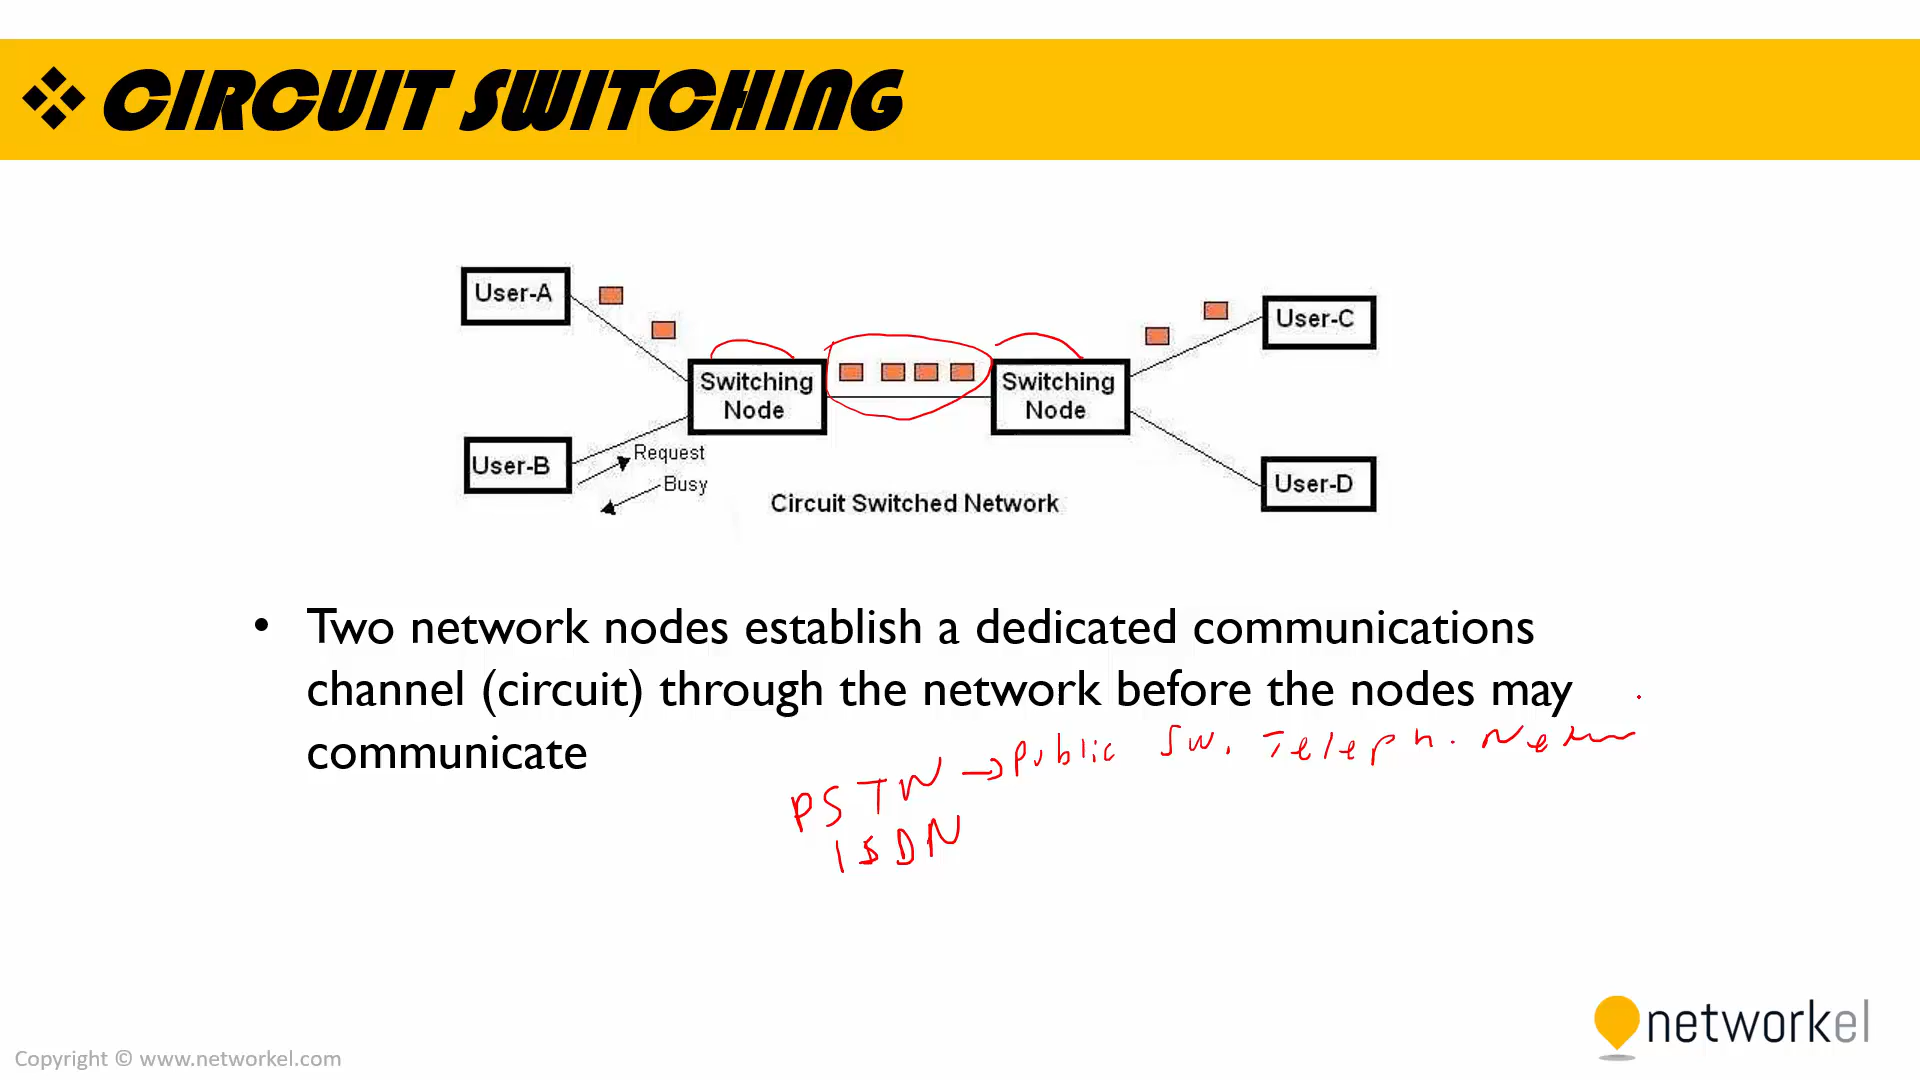 ❖ CIRCUIT SWITCHING
User-A
User-C
Switching
Node
Switching
Node
User-B
Request
Busy
User-D
Circuit Switched Network
• Two network nodes establish a dedicated communications
channel (circuit) through the network before the nodes may
communicate
PSTN → Public Sw. Teleph.
ISDN
networkel
Copyright © www.networkel.com